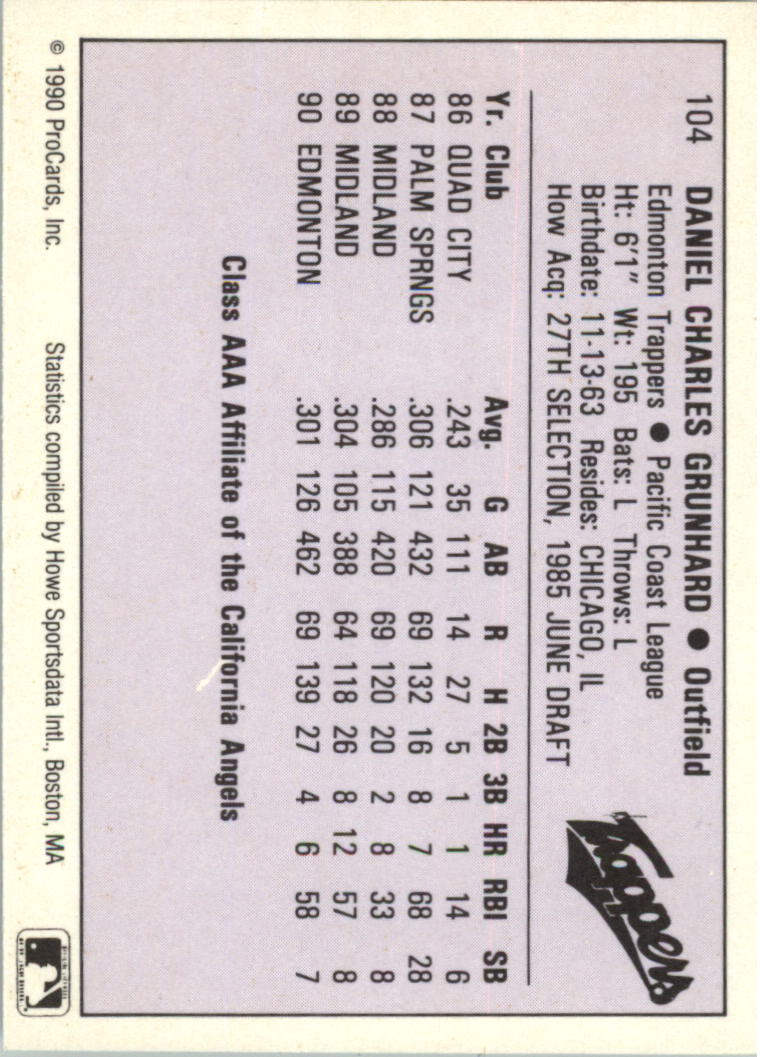 104 DANIEL CHARLES GRUNHARD ● Outfield
Edmonton Trappers ● Pacific Coast League
Ht: 6'1" Wt: 195 Bats: L Throws: L
Birthdate: 11-13-63 Resides: CHICAGO, IL
How Acq: 27TH SELECTION, 1985 JUNE DRAFT
Trappers
Yr. Club Avg. G AB R H 2B 3B HR RBI SB
86 QUAD CITY .243 35 111 14 27 5 1 1 14 6
87 PALM SPRNGS .306 121 432 69 132 16 8 7 68 28
88 MIDLAND .286 115 420 69 120 20 2 8 33 8
89 MIDLAND .304 105 388 64 118 26 8 12 57 8
90 EDMONTON .301 126 462 69 139 27 4 6 58 7
Class AAA Affiliate of the California Angels
© 1990 ProCards, Inc. Statistics compiled by Howe Sportsdata Intl., Boston, MA